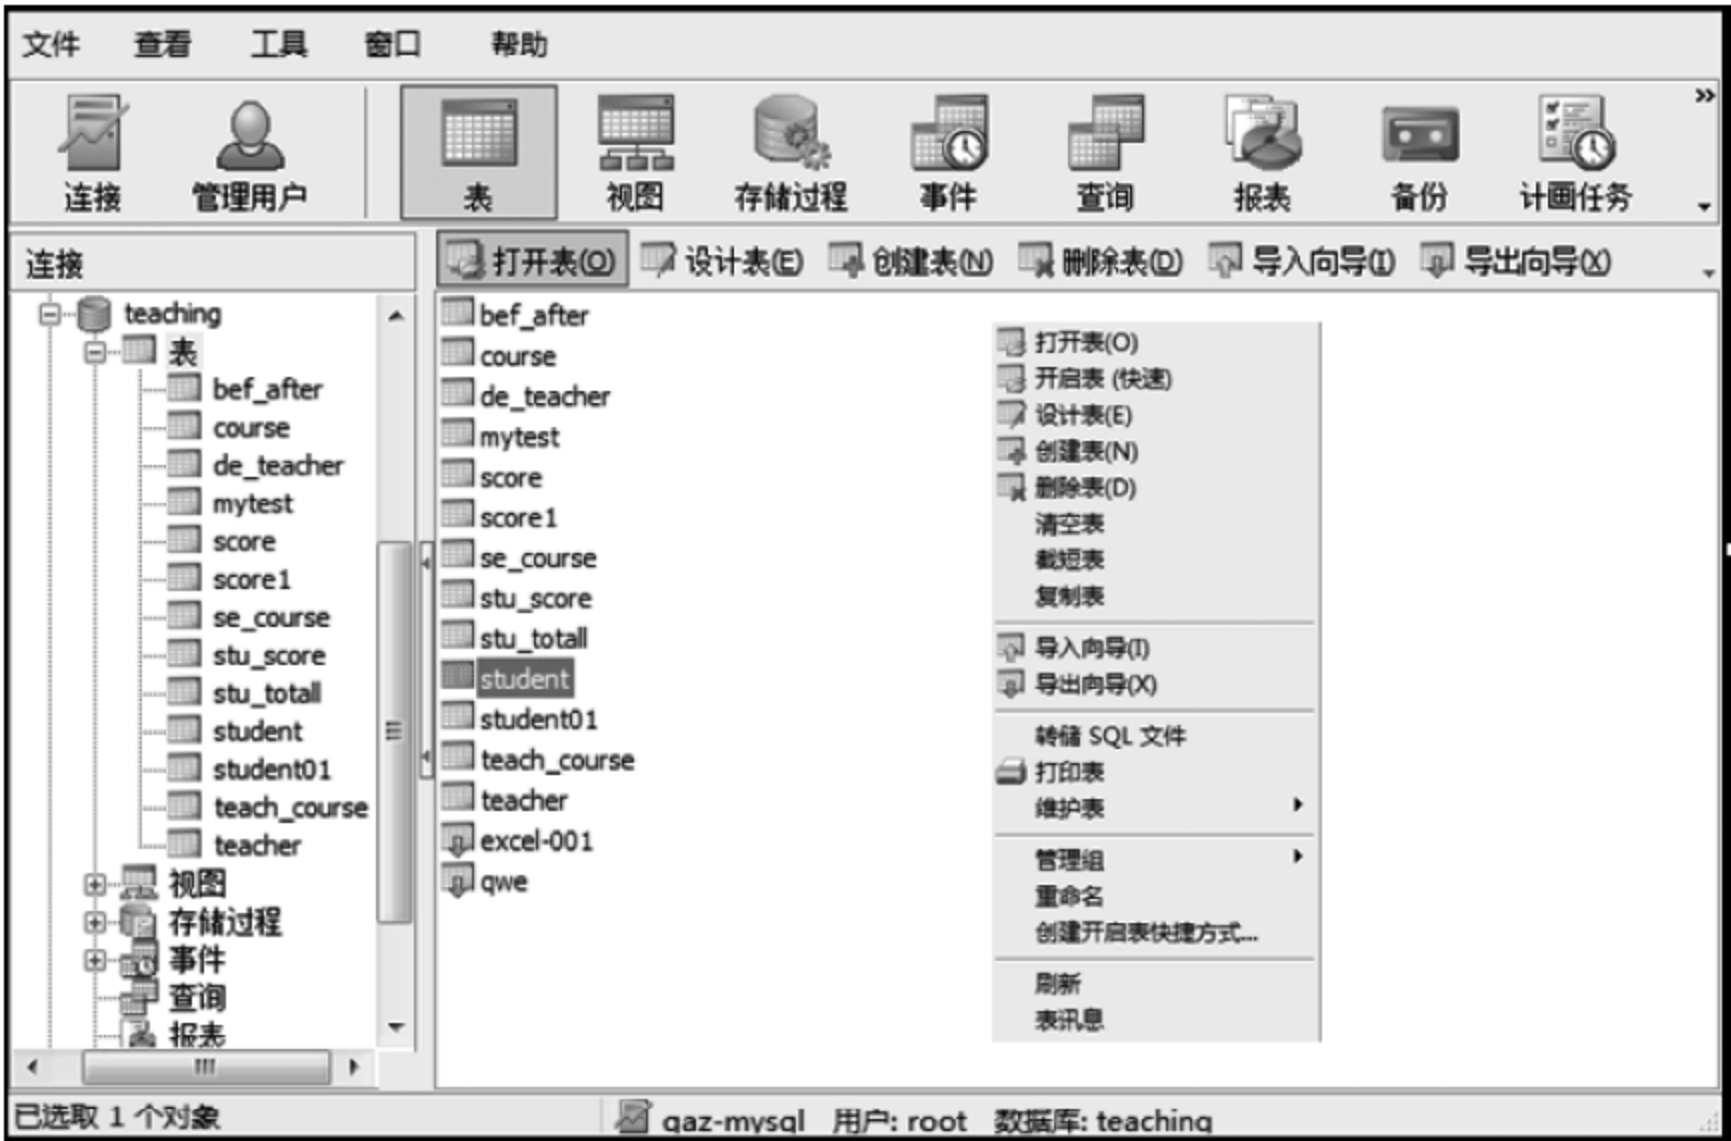 文件 查看 工具 窗口 帮助
连接 管理用户 表 视图 存储过程 事件 查询 报表 备份 计画任务
连接
打开表(O) 设计表(E) 创建表(N) 删除表(D) 导入向导(I) 导出向导(X)
teaching
表
bef_after
course
de_teacher
mytest
score
score1
se_course
stu_score
stu_totall
student
student01
teach_course
teacher
视图
存储过程
事件
查询
报表
bef_after
course
de_teacher
mytest
score
score1
se_course
stu_score
stu_totall
student
student01
teach_course
teacher
excel-001
qwe
打开表(O)
开启表 (快速)
设计表(E)
创建表(N)
删除表(D)
清空表
截短表
复制表
导入向导(I)
导出向导(X)
转储 SQL 文件
打印表
维护表
管理组
重命名
创建开启表快捷方式...
刷新
表讯息
已选取 1 个对象 qaz-mysql 用户: root 数据库: teaching